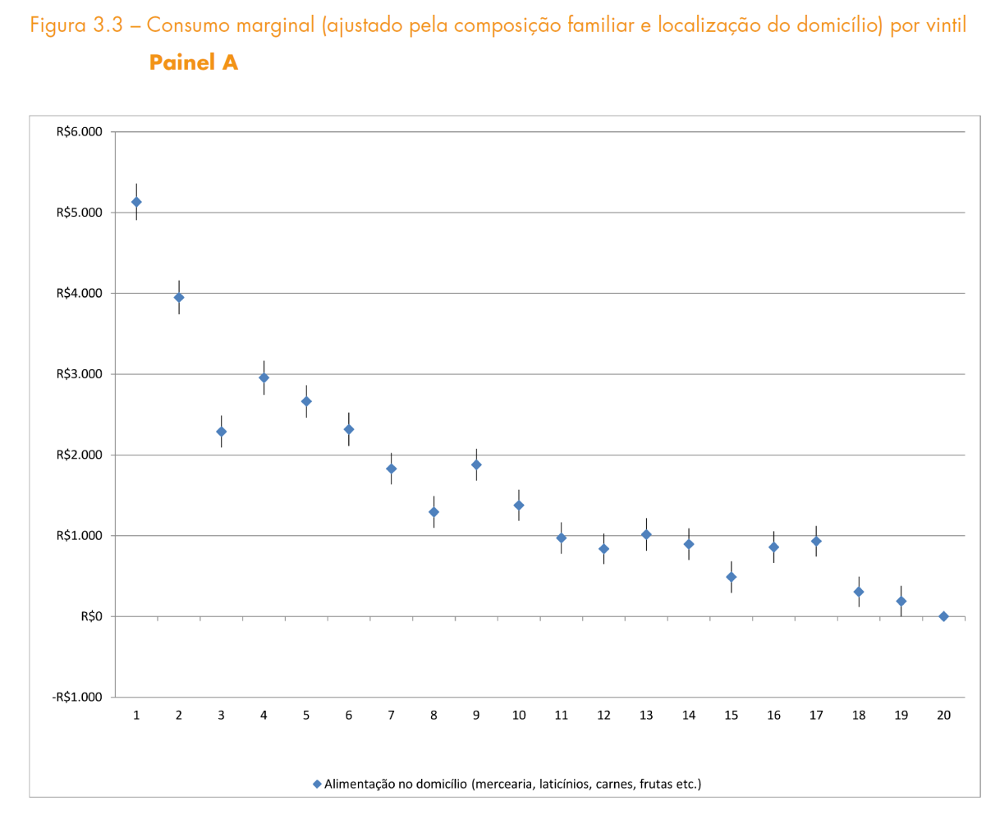 Figura 3.3 – Consumo marginal (ajustado pela composição familiar e localização do domicílio) por vintil
Painel A
R$6.000
R$5.000
R$4.000
R$3.000
R$2.000
R$1.000
R$0
-R$1.000
1 2 3 4 5 6 7 8 9 10 11 12 13 14 15 16 17 18 19 20
Alimentação no domicílio (mercearia, laticínios, carnes, frutas etc.)